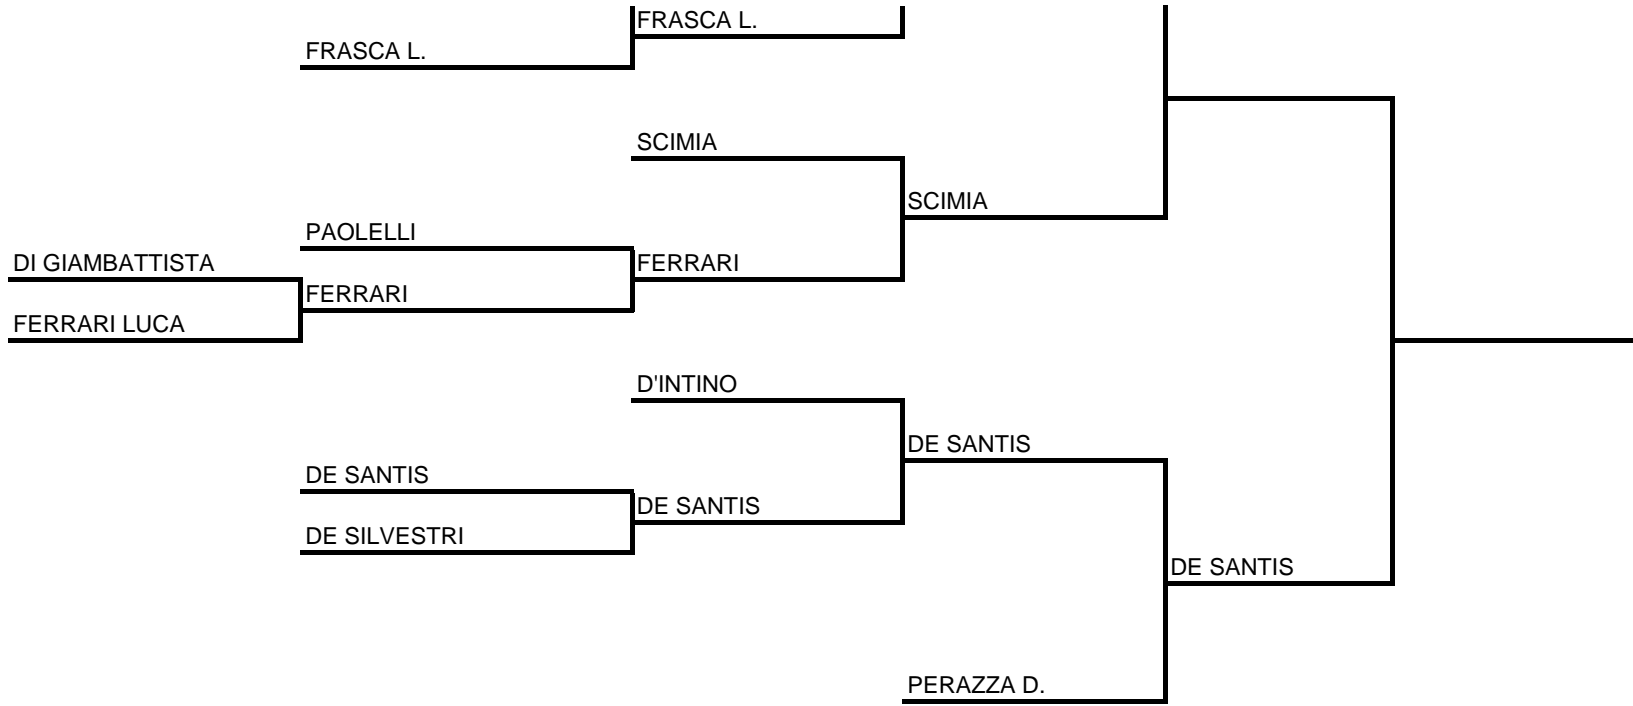 FRASCA L.
FRASCA L.
SCIMIA
SCIMIA
PAOLELLI
DI GIAMBATTISTA
FERRARI
FERRARI
FERRARI LUCA
D'INTINO
DE SANTIS
DE SANTIS
DE SANTIS
DE SILVESTRI
DE SANTIS
PERAZZA D.